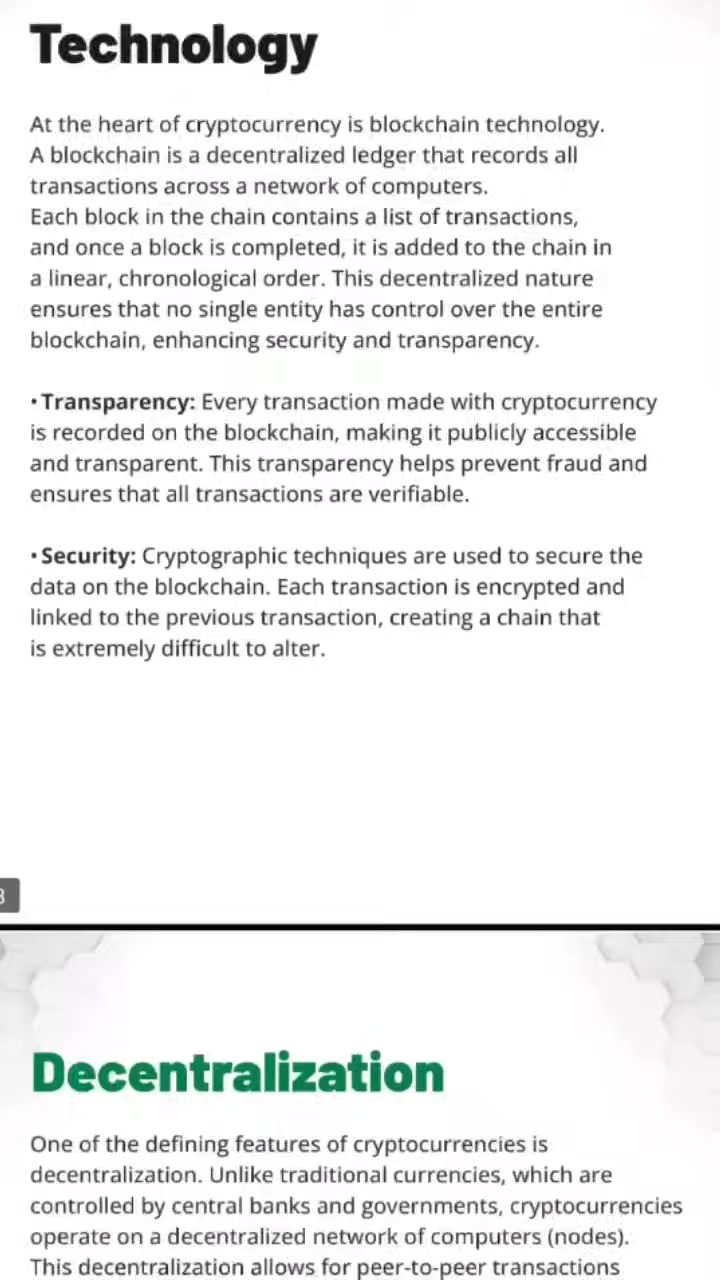 Technology
At the heart of cryptocurrency is blockchain technology.
A blockchain is a decentralized ledger that records all
transactions across a network of computers.
Each block in the chain contains a list of transactions,
and once a block is completed, it is added to the chain in
a linear, chronological order. This decentralized nature
ensures that no single entity has control over the entire
blockchain, enhancing security and transparency.
• Transparency: Every transaction made with cryptocurrency
is recorded on the blockchain, making it publicly accessible
and transparent. This transparency helps prevent fraud and
ensures that all transactions are verifiable.
• Security: Cryptographic techniques are used to secure the
data on the blockchain. Each transaction is encrypted and
linked to the previous transaction, creating a chain that
is extremely difficult to alter.
Decentralization
One of the defining features of cryptocurrencies is
decentralization. Unlike traditional currencies, which are
controlled by central banks and governments, cryptocurrencies
operate on a decentralized network of computers (nodes).
This decentralization allows for peer-to-peer transactions